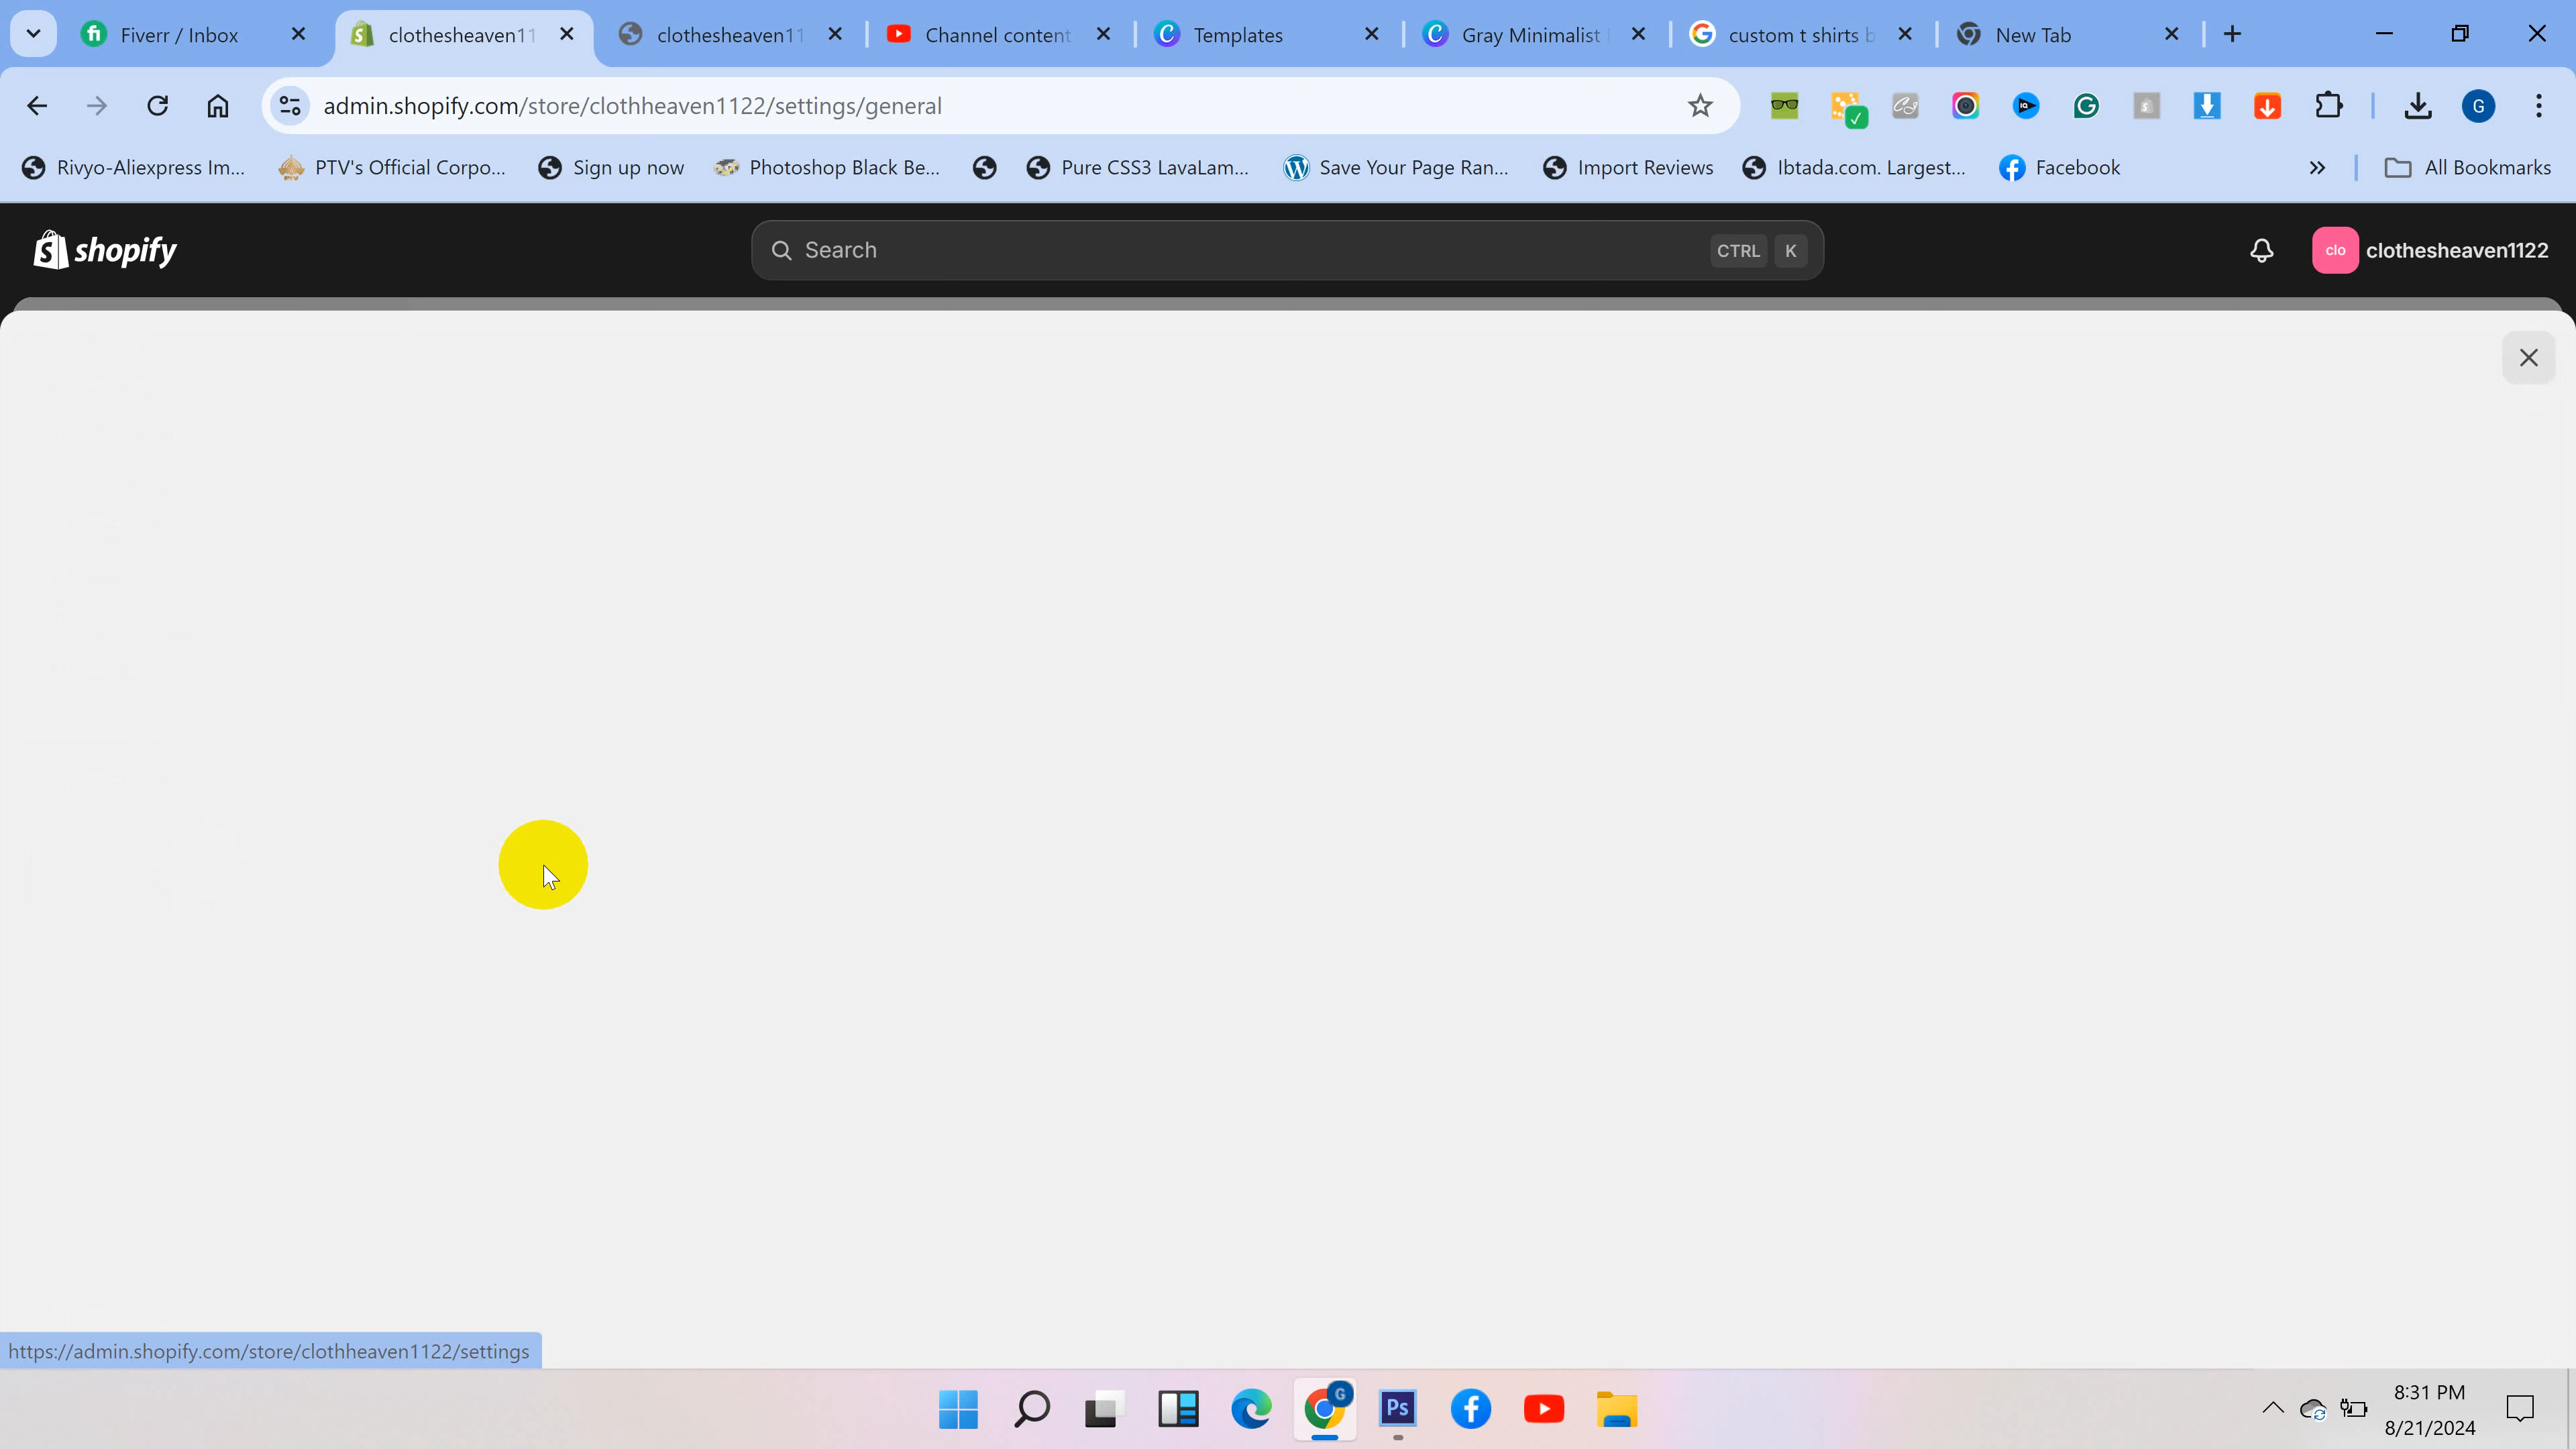 Fiverr / Inbox
clothesheaven11
clothesheaven11
Channel content
Templates
Gray Minimalist
custom t shirts b
New Tab
admin.shopify.com/store/clothheaven1122/settings/general
Rivyo-Aliexpress Im...
PTV's Official Corpo...
Sign up now
Photoshop Black Be...
Pure CSS3 LavaLam...
Save Your Page Ran...
Import Reviews
Ibtada.com. Largest...
Facebook
All Bookmarks
shopify
Search
CTRL K
clo
clothesheaven1122
https://admin.shopify.com/store/clothheaven1122/settings
8:31 PM
8/21/2024